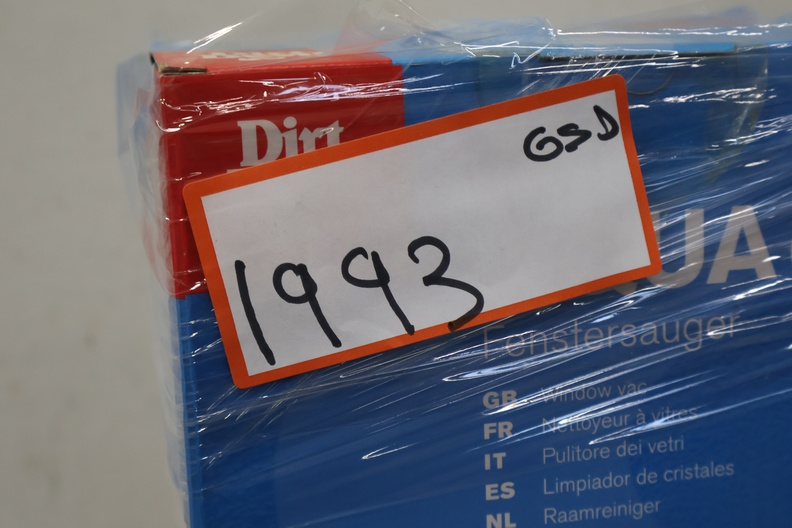 Dirt
GSD
1993
UA
Fenstersauger
GB Window vac
FR Nettoyeur à vitres
IT Pulitore dei vetri
ES Limpiador de cristales
NL Raamreiniger